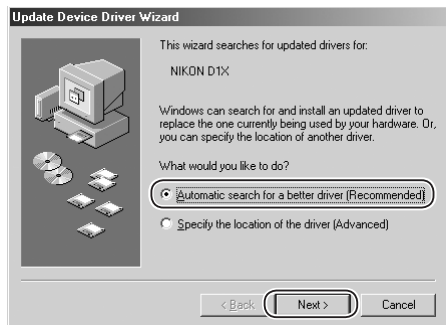 Update Device Driver Wizard
This wizard searches for updated drivers for:
NIKON D1X
Windows can search for and install an updated driver to
replace the one currently being used by your hardware. Or,
you can specify the location of another driver.
What would you like to do?
Automatic search for a better driver (Recommended)
Specify the location of the driver (Advanced)
< Back Next > Cancel